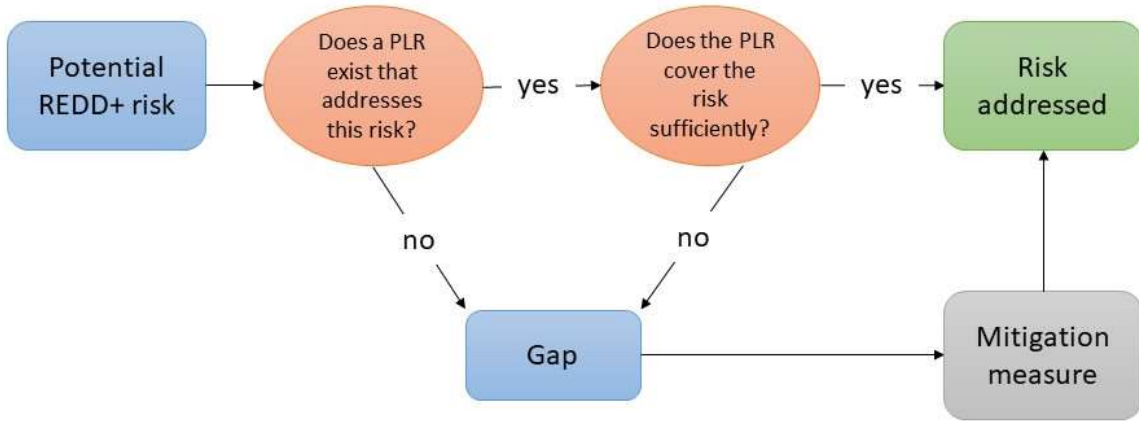 Potential
REDD+ risk
Does a PLR
exist that
addresses
this risk?
yes
Does the PLR
cover the
risk
sufficiently?
yes
Risk
addressed
no
no
Gap
Mitigation
measure